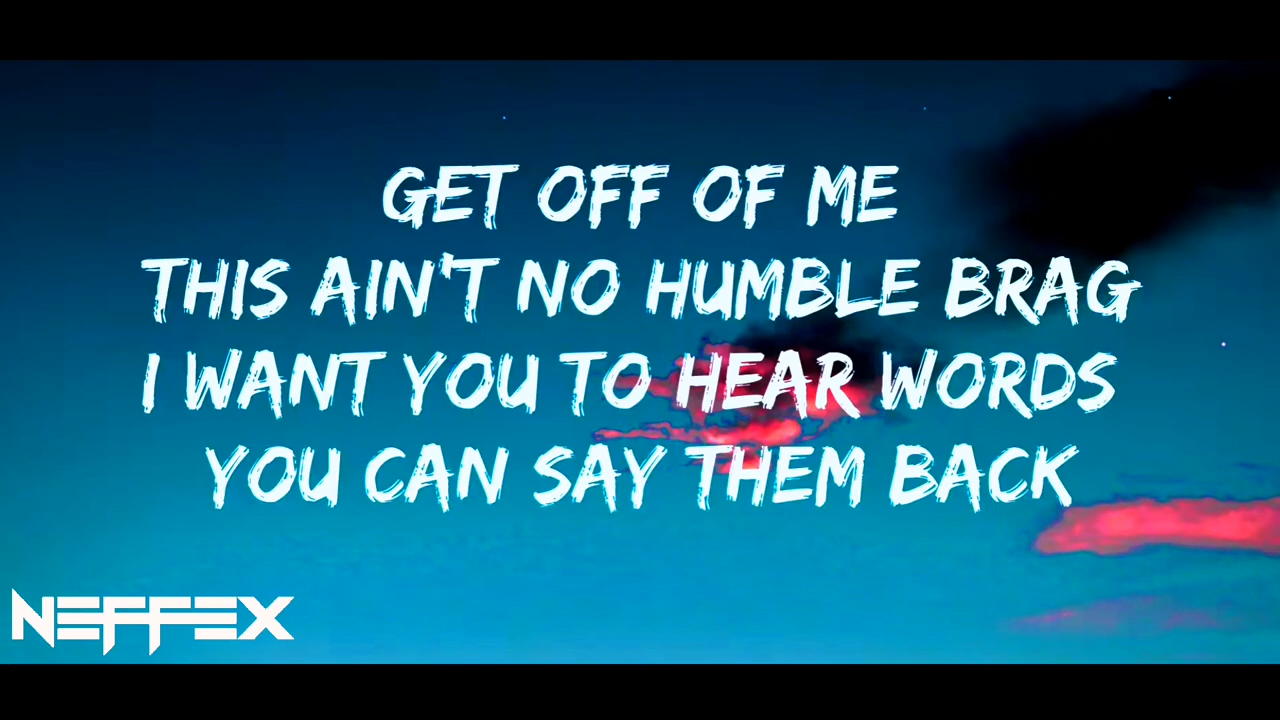 GET OFF OF ME
THIS AIN'T NO HUMBLE BRAG
I WANT YOU TO HEAR WORDS
YOU CAN SAY THEM BACK
NEFFEX